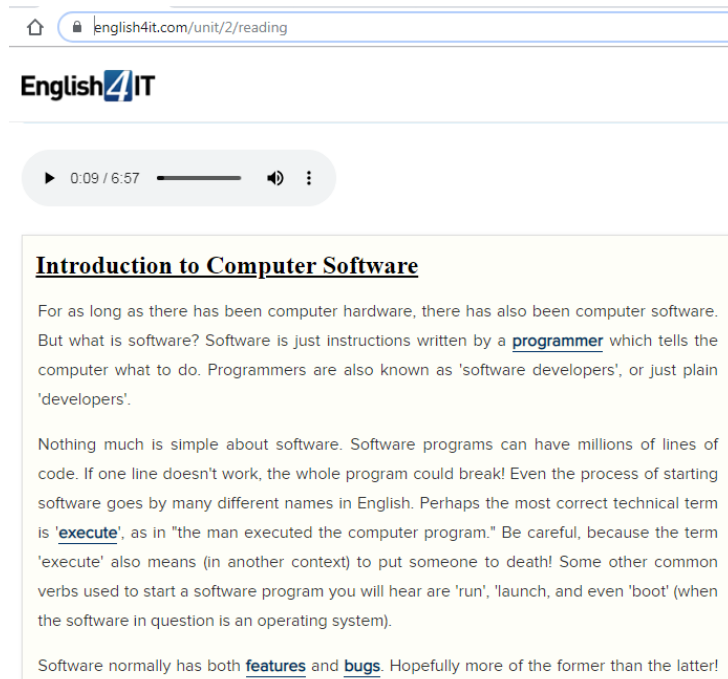 english4it.com/unit/2/reading
English4IT
0:09 / 6:57
Introduction to Computer Software
For as long as there has been computer hardware, there has also been computer software.
But what is software? Software is just instructions written by a programmer which tells the
computer what to do. Programmers are also known as 'software developers', or just plain
'developers'.
Nothing much is simple about software. Software programs can have millions of lines of
code. If one line doesn't work, the whole program could break! Even the process of starting
software goes by many different names in English. Perhaps the most correct technical term
is 'execute', as in "the man executed the computer program." Be careful, because the term
'execute' also means (in another context) to put someone to death! Some other common
verbs used to start a software program you will hear are 'run', 'launch, and even 'boot' (when
the software in question is an operating system).
Software normally has both features and bugs. Hopefully more of the former than the latter!